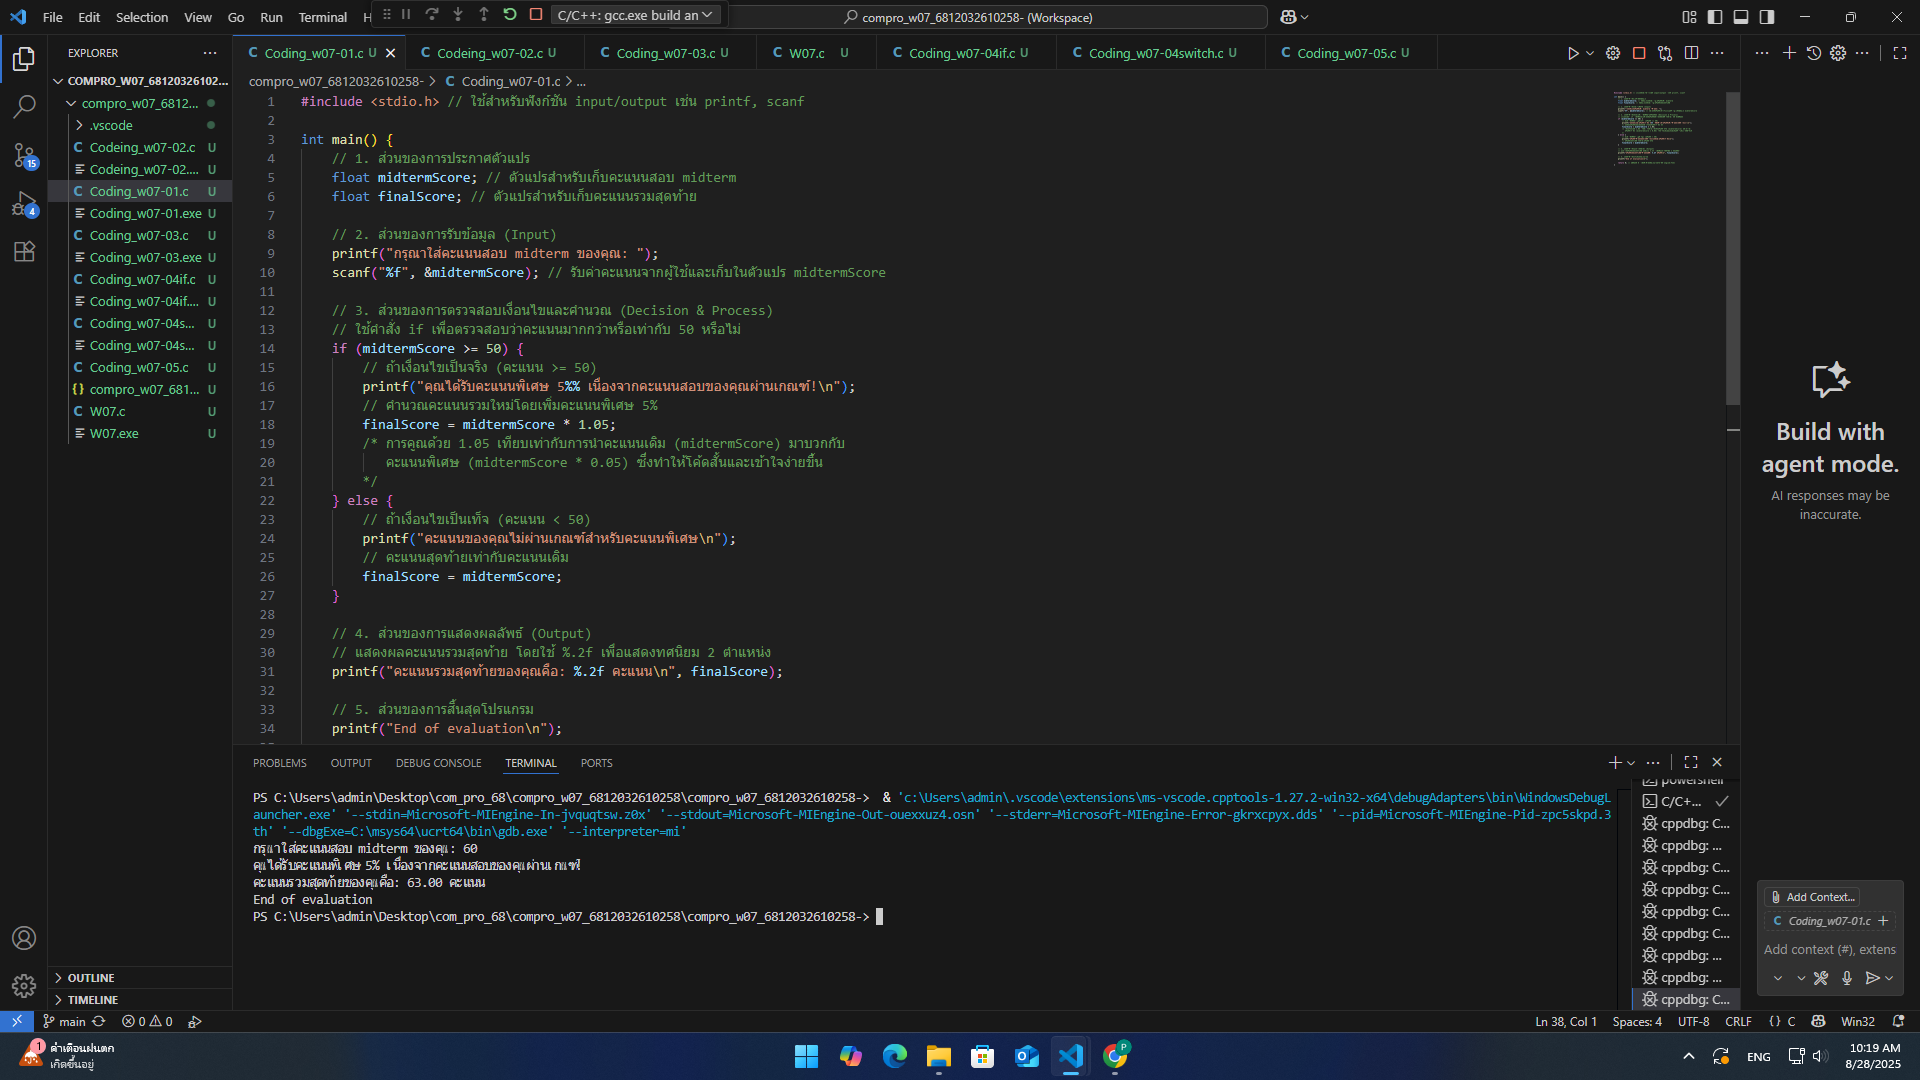 File Edit Selection View Go Run Terminal H
C/C++: gcc.exe build an
compro_w07_6812032610258- (Workspace)
EXPLORER
COMPRO_W07_68120326102...
compro_w07_6812...
.vscode
Codeing_w07-02.c U
Codeing_w07-02.... U
Coding_w07-01.c U
Coding_w07-01.exe U
Coding_w07-03.c U
Coding_w07-03.exe U
Coding_w07-04if.c U
Coding_w07-04if.... U
Coding_w07-04s... U
Coding_w07-04s... U
Coding_w07-05.c U
{} compro_w07_681... U
W07.c U
W07.exe U
OUTLINE
TIMELINE
15
4
C Coding_w07-01.c U
C Codeing_w07-02.c U
C Coding_w07-03.c U
C W07.c U
C Coding_w07-04if.c U
C Coding_w07-04switch.c U
C Coding_w07-05.c U
compro_w07_6812032610258- > C Coding_w07-01.c > ...
1 #include <stdio.h> // ใช้สำหรับฟังก์ชัน input/output เช่น printf, scanf
2
3 int main() {
4 // 1. ส่วนของการประกาศตัวแปร
5 float midtermScore; // ตัวแปรสำหรับเก็บคะแนนสอบ midterm
6 float finalScore; // ตัวแปรสำหรับเก็บคะแนนรวมสุดท้าย
7
8 // 2. ส่วนของการรับข้อมูล (Input)
9 printf("กรุณาใส่คะแนนสอบ midterm ของคุณ: ");
10 scanf("%f", &midtermScore); // รับค่าคะแนนจากผู้ใช้และเก็บในตัวแปร midtermScore
11
12 // 3. ส่วนของการตรวจสอบเงื่อนไขและคำนวณ (Decision & Process)
13 // ใช้คำสั่ง if เพื่อตรวจสอบว่าคะแนนมากกว่าหรือเท่ากับ 50 หรือไม่
14 if (midtermScore >= 50) {
15 // ถ้าเงื่อนไขเป็นจริง (คะแนน >= 50)
16 printf("คุณได้รับคะแนนพิเศษ 5%% เนื่องจากคะแนนสอบของคุณผ่านเกณฑ์!\n");
17 // คำนวณคะแนนรวมใหม่โดยเพิ่มคะแนนพิเศษ 5%
18 finalScore = midtermScore * 1.05;
19 /* การคูณด้วย 1.05 เทียบเท่ากับการนำคะแนนเดิม (midtermScore) มาบวกกับ
20 คะแนนพิเศษ (midtermScore * 0.05) ซึ่งทำให้โค้ดสั้นและเข้าใจง่ายขึ้น
21 */
22 } else {
23 // ถ้าเงื่อนไขเป็นเท็จ (คะแนน < 50)
24 printf("คะแนนของคุณไม่ผ่านเกณฑ์สำหรับคะแนนพิเศษ\n");
25 // คะแนนสุดท้ายเท่ากับคะแนนเดิม
26 finalScore = midtermScore;
27 }
28
29 // 4. ส่วนของการแสดงผลลัพธ์ (Output)
30 // แสดงผลคะแนนรวมสุดท้าย โดยใช้ %.2f เพื่อแสดงทศนิยม 2 ตำแหน่ง
31 printf("คะแนนรวมสุดท้ายของคุณคือ: %.2f คะแนน\n", finalScore);
32
33 // 5. ส่วนของการสิ้นสุดโปรแกรม
34 printf("End of evaluation\n");
PROBLEMS OUTPUT DEBUG CONSOLE TERMINAL PORTS
PS C:\Users\admin\Desktop\com_pro_68\compro_w07_6812032610258\compro_w07_6812032610258-> & 'c:\Users\admin\.vscode\extensions\ms-vscode.cpptools-1.27.2-win32-x64\debugAdapters\bin\WindowsDebugL
auncher.exe' '--stdin=Microsoft-MIEngine-In-jvquqtsw.z0x' '--stdout=Microsoft-MIEngine-Out-ouexxuz4.osn' '--stderr=Microsoft-MIEngine-Error-gkrxcpyx.dds' '--pid=Microsoft-MIEngine-Pid-zpc5skpd.3
th' '--dbgExe=C:\msys64\ucrt64\bin\gdb.exe' '--interpreter=mi'
กรุณาใส่คะแนนสอบ midterm ของคุณ: 60
คุณได้รับคะแนนพิเศษ 5% เนื่องจากคะแนนสอบของคุณผ่านเกณฑ์!
คะแนนรวมสุดท้ายของคุณคือ: 63.00 คะแนน
End of evaluation
PS C:\Users\admin\Desktop\com_pro_68\compro_w07_6812032610258\compro_w07_6812032610258->
powershell
C/C+...
cppdbg: C...
cppdbg: ...
cppdbg: C...
cppdbg: C...
cppdbg: C...
cppdbg: C...
cppdbg: ...
cppdbg: ...
cppdbg: C...
Build with
agent mode.
AI responses may be
inaccurate.
Add Context...
C Coding_w07-01.c
Add context (#), extens
main 0 0
Ln 38, Col 1 Spaces: 4 UTF-8 CRLF {} C Win32
1
คำเตือนฝนตก
เกิดขึ้นอยู่
P
ENG
10:19 AM
8/28/2025